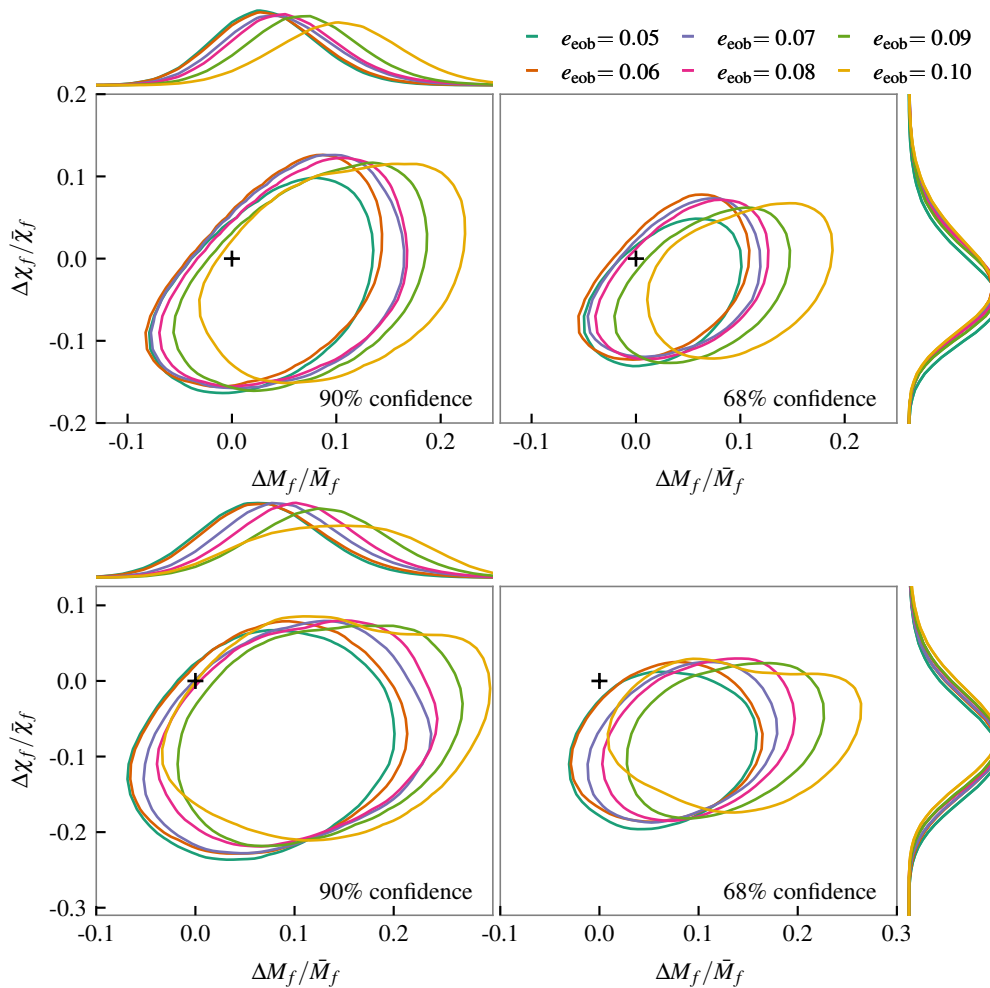 e_eob = 0.05 e_eob = 0.07 e_eob = 0.09
e_eob = 0.06 e_eob = 0.08 e_eob = 0.10
0.2
0.1
0.0
-0.1
-0.2
Δχ_f/χ̄_f
90% confidence
68% confidence
-0.1 0.0 0.1 0.2
-0.1 0.0 0.1 0.2
ΔM_f/M̄_f
ΔM_f/M̄_f
0.1
0.0
-0.1
-0.2
-0.3
Δχ_f/χ̄_f
90% confidence
68% confidence
-0.1 0.0 0.1 0.2 -0.1 0.0 0.1 0.2 0.3
ΔM_f/M̄_f
ΔM_f/M̄_f